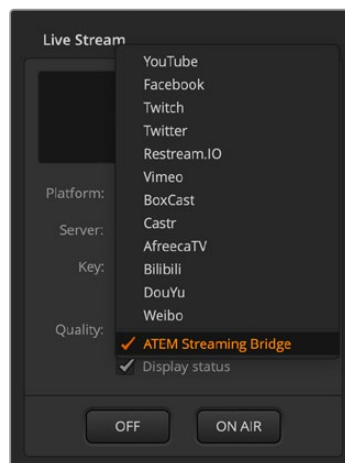 Live Stream
YouTube
Facebook
Twitch
Twitter
Restream.IO
Vimeo
Platform:
BoxCast
Server:
Castr
AfreecaTV
Key:
Bilibili
DouYu
Weibo
Quality:
ATEM Streaming Bridge
Display status
OFF
ON AIR